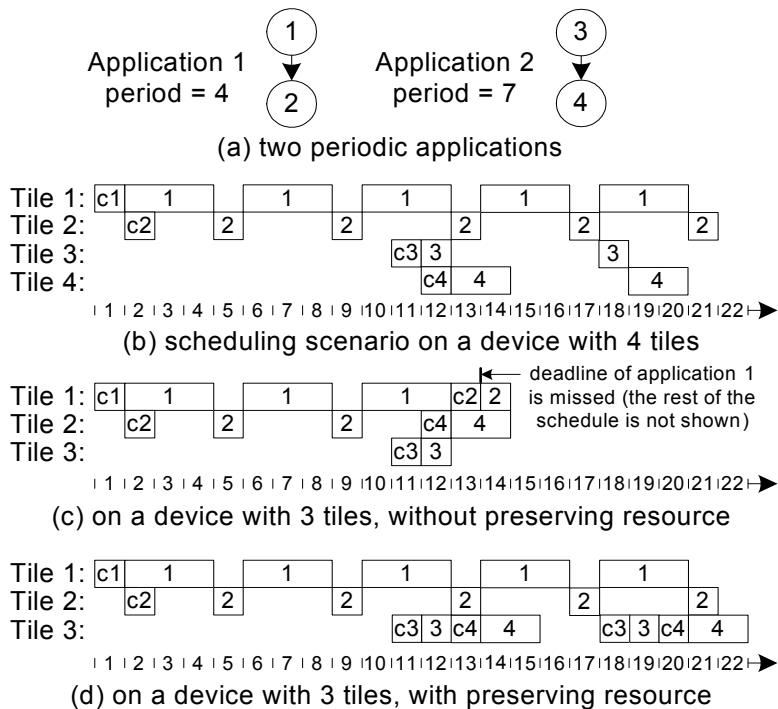 1 3
Application 1 Application 2
period = 4 period = 7
2 4
(a) two periodic applications
Tile 1: c1 1 1 1 1 1
Tile 2: c2 2 2 2 2 2
Tile 3: c3 3 3
Tile 4: c4 4 4
1 2 3 4 5 6 7 8 9 10 11 12 13 14 15 16 17 18 19 20 21 22
(b) scheduling scenario on a device with 4 tiles
deadline of application 1
is missed (the rest of the
schedule is not shown)
Tile 1: c1 1 1 1 c2 2
Tile 2: c2 2 2 c4 4
Tile 3: c3 3
1 2 3 4 5 6 7 8 9 10 11 12 13 14 15 16 17 18 19 20 21 22
(c) on a device with 3 tiles, without preserving resource
Tile 1: c1 1 1 1 1 1
Tile 2: c2 2 2 2 2 2
Tile 3: c3 3 c4 4 c3 3 c4 4
1 2 3 4 5 6 7 8 9 10 11 12 13 14 15 16 17 18 19 20 21 22
(d) on a device with 3 tiles, with preserving resource